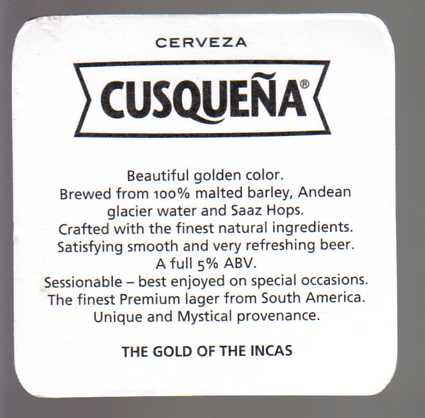 CERVEZA
CUSQUEÑA®
Beautiful golden color.
Brewed from 100% malted barley, Andean
glacier water and Saaz Hops.
Crafted with the finest natural ingredients.
Satisfying smooth and very refreshing beer.
A full 5% ABV.
Sessionable – best enjoyed on special occasions.
The finest Premium lager from South America.
Unique and Mystical provenance.
THE GOLD OF THE INCAS